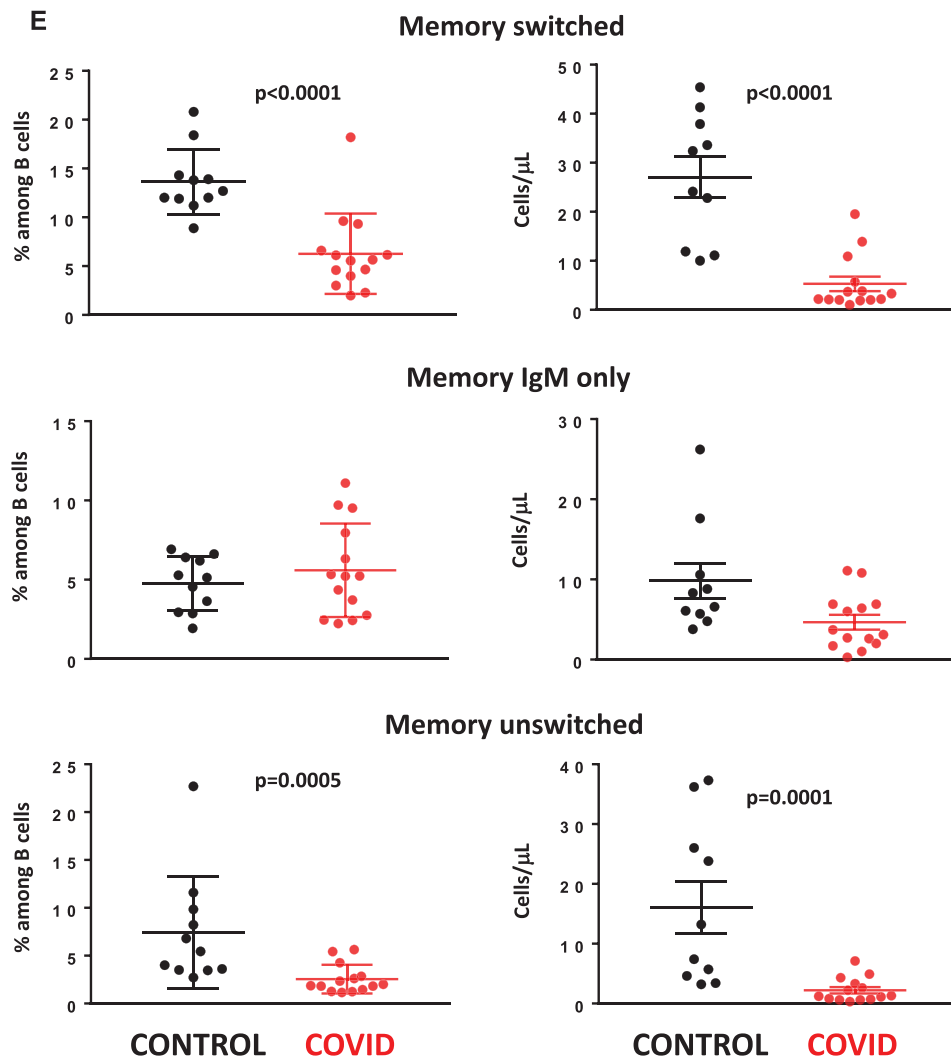 E
Memory switched
% among B cells
25
20
15
10
5
0
p<0.0001
Cells/μL
50
40
30
20
10
0
p<0.0001
Memory IgM only
% among B cells
15
10
5
0
Cells/μL
30
20
10
0
Memory unswitched
% among B cells
25
20
15
10
5
0
p=0.0005
Cells/μL
40
30
20
10
0
p=0.0001
CONTROL COVID
CONTROL COVID